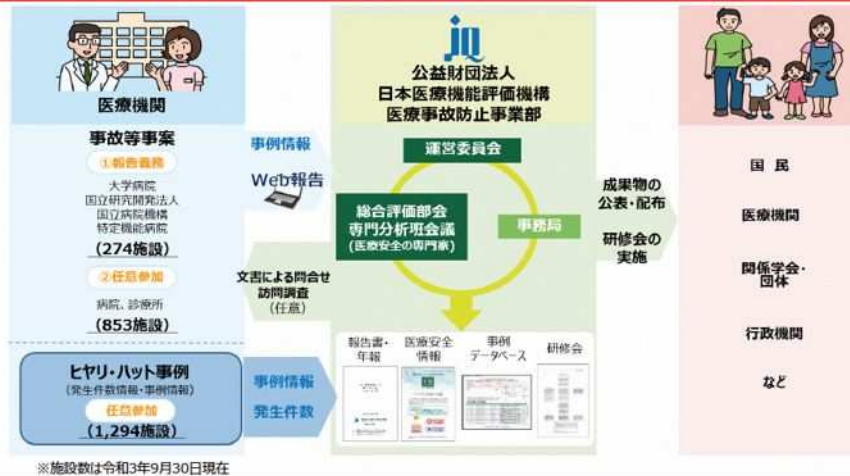 医療機関
事故等事案
①報告義務
大学病院
国立研究開発法人
国立病院機構
特定機能病院
(274施設)
②任意参加
病院、診療所
(853施設)
ヒヤリ・ハット事例
(発生件数情報・事例情報)
任意参加
(1,294施設)
※施設数は令和3年9月30日現在
事例情報
Web報告
文書による問合せ
訪問調査
(任意)
事例情報
発生件数
jq
公益財団法人
日本医療機能評価機構
医療事故防止事業部
運営委員会
総合評価部会
専門分析班会議
(医療安全の専門家)
事務局
報告書・
年報
医療安全
情報
事例
データベース
研修会
成果物の
公表・配布
研修会の
実施
国 民
医療機関
関係学会・
団体
行政機関
など